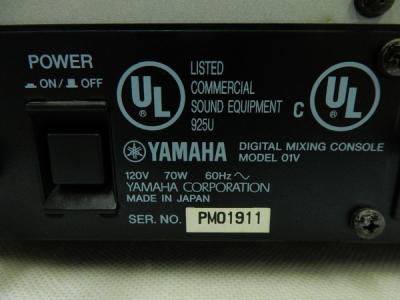 POWER
ON / OFF
UL
LISTED
COMMERCIAL
SOUND EQUIPMENT
925U
C UL
YAMAHA
DIGITAL MIXING CONSOLE
MODEL 01V
120V 70W 60Hz
YAMAHA CORPORATION
MADE IN JAPAN
SER. NO. PM01911